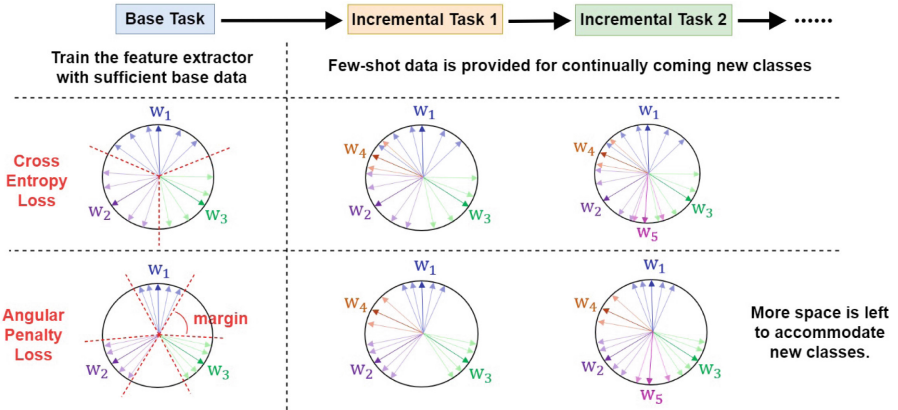 Base Task
Incremental Task 1
Incremental Task 2
......
Train the feature extractor
with sufficient base data
Few-shot data is provided for continually coming new classes
Cross
Entropy
Loss
w1
w2
w3
w1
w4
w2
w3
w1
w4
w2
w3
w5
Angular
Penalty
Loss
w1
margin
w2
w3
w1
w4
w2
w3
w1
w4
w2
w3
w5
More space is left
to accommodate
new classes.